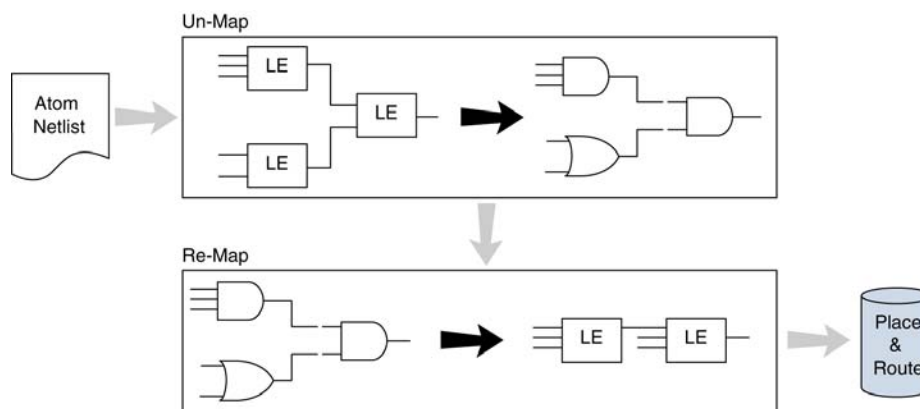 Un-Map
LE
LE
LE
Atom
Netlist
Re-Map
LE
LE
Place
&
Route